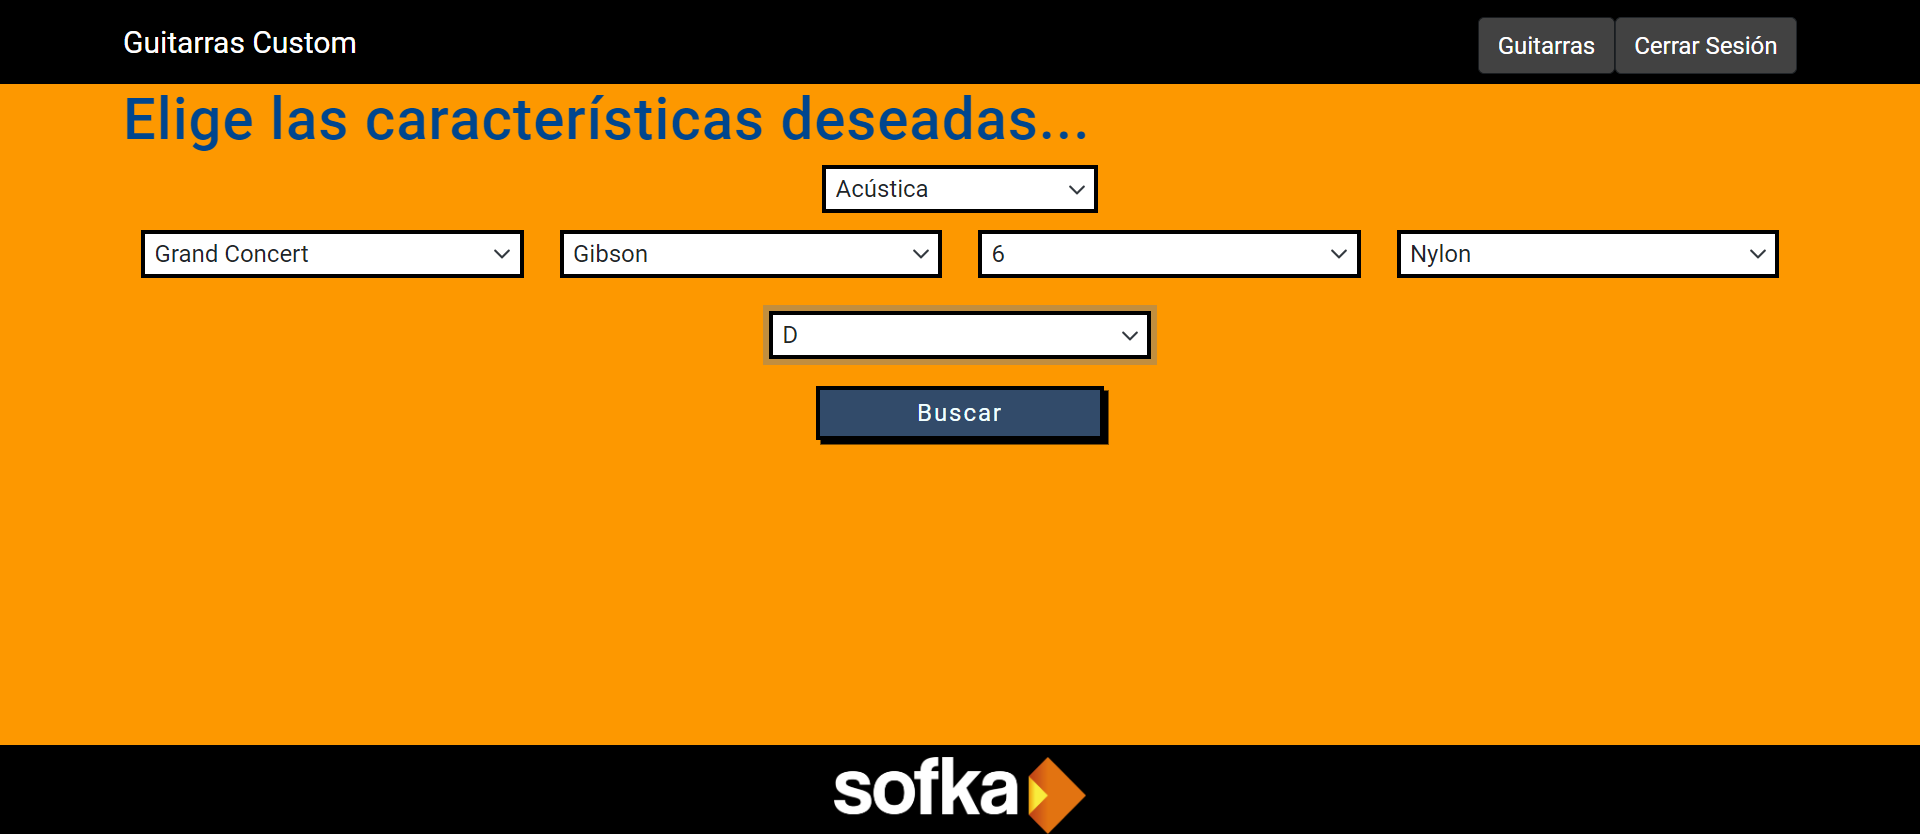 Guitarras Custom
Guitarras
Cerrar Sesión
Elige las características deseadas...
Acústica
Grand Concert
Gibson
6
Nylon
D
Buscar
sofka